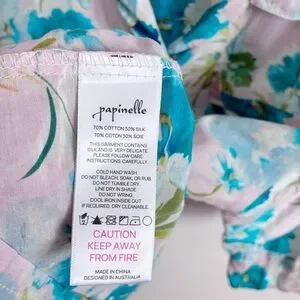 papinelle
70% COTTON 30% SILK
70% COTON 30% SOIE
THIS GARMENT CONTAINS
SILK AND IS VERY DELICATE.
PLEASE FOLLOW CARE
INSTRUCTIONS CAREFULLY.
COLD HAND WASH
DO NOT BLEACH, SOAK, OR RUB.
DO NOT TUMBLE DRY
LINE DRY IN SHADE
DO NOT WRING.
COOL IRON INSIDE OUT
IF REQUIRED, DRY CLEANABLE.
CAUTION
KEEP AWAY
FROM FIRE
MADE IN CHINA
DESIGNED IN AUSTRALIA